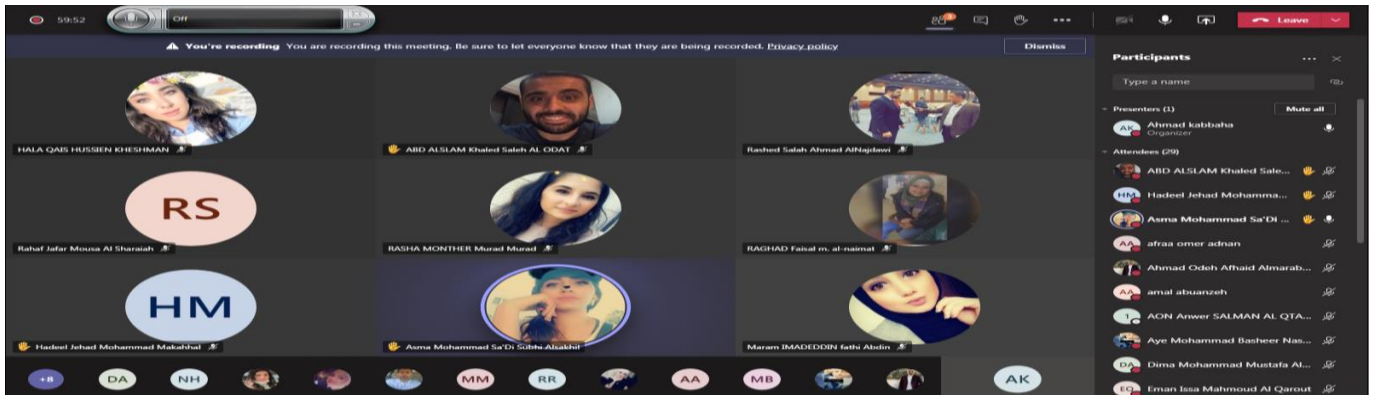 59:52
Off
3
Leave
You're recording You are recording this meeting. Be sure to let everyone know that they are being recorded. Privacy policy
Dismiss
HALA QAIS HUSSIEN KHESHMAN
ABD ALSLAM Khaled Saleh AL ODAT
Rashed Salah Ahmad AlNajdawi
RS
Rahaf Jafar Mousa Al Sharaiah
RASHA MONTHER Murad Murad
RAGHAD Faisal m. al-naimat
HM
Hadeel Jehad Mohammad Makahhal
Asma Mohammad Sa'Di Subhi Alsakhil
Maram IMADEDDIN fathi Abdin
+8
DA
NH
MM
RR
AA
MB
AK
Participants
Type a name
Presenters (1)
Mute all
AK
Ahmad kabbaha
Organizer
Attendees (29)
ABD ALSLAM Khaled Sale...
HM
Hadeel Jehad Mohamma...
Asma Mohammad Sa'Di ...
AA
afraa omer adnan
Ahmad Odeh Afhaid Almarab...
AA
amal abuanzeh
1
AON Anwer SALMAN AL QTA...
Aye Mohammad Basheer Nas...
DA
Dima Mohammad Mustafa Al...
EQ
Eman Issa Mahmoud Al Qarout